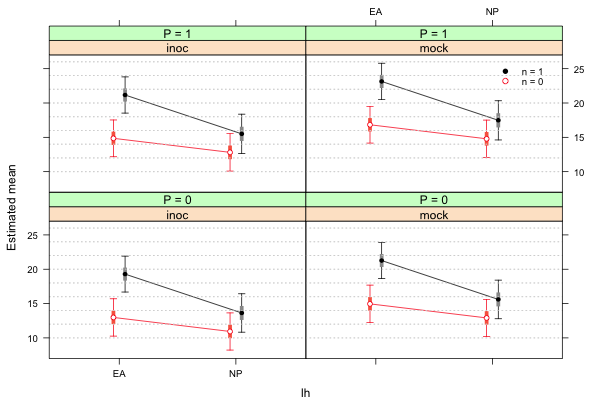 EA NP
P = 1 P = 1
inoc mock
n = 1
n = 0
25
20
15
10
Estimated mean
P = 0 P = 0
inoc mock
25
20
15
10
EA NP
lh